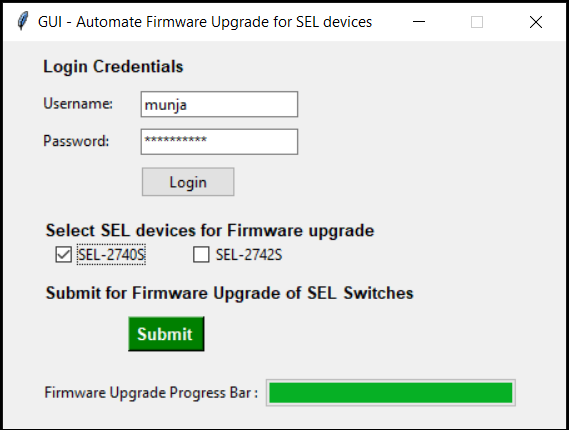 GUI - Automate Firmware Upgrade for SEL devices
Login Credentials
Username: munja
Password: **********
Login
Select SEL devices for Firmware upgrade
SEL-2740S SEL-2742S
Submit for Firmware Upgrade of SEL Switches
Submit
Firmware Upgrade Progress Bar :